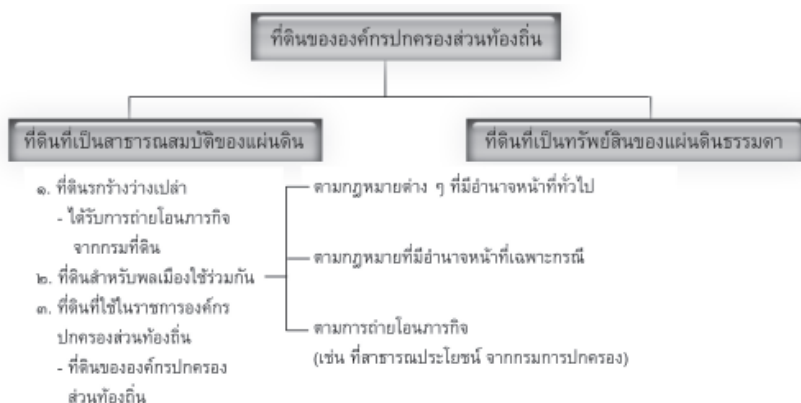 ที่ดินขององค์กรปกครองส่วนท้องถิ่น
ที่ดินที่เป็นสาธารณสมบัติของแผ่นดิน
ที่ดินที่เป็นทรัพย์สินของแผ่นดินธรรมดา
๑. ที่ดินรกร้างว่างเปล่า
- ได้รับการถ่ายโอนภารกิจ
จากกรมที่ดิน
๒. ที่ดินสำหรับพลเมืองใช้ร่วมกัน
๓. ที่ดินที่ใช้ในราชการองค์กร
ปกครองส่วนท้องถิ่น
- ที่ดินขององค์กรปกครอง
ส่วนท้องถิ่น
ตามกฎหมายต่าง ๆ ที่มีอำนาจหน้าที่ทั่วไป
ตามกฎหมายที่มีอำนาจหน้าที่เฉพาะกรณี
ตามการถ่ายโอนภารกิจ
(เช่น ที่สาธารณประโยชน์ จากกรมการปกครอง)